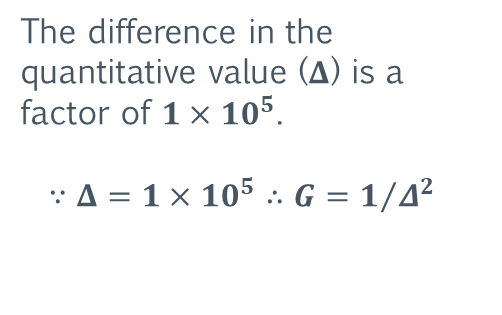 The difference in the
quantitative value (Δ) is a
factor of 1 × 10⁵.
∵ Δ = 1 × 10⁵ ∴ G = 1/Δ²